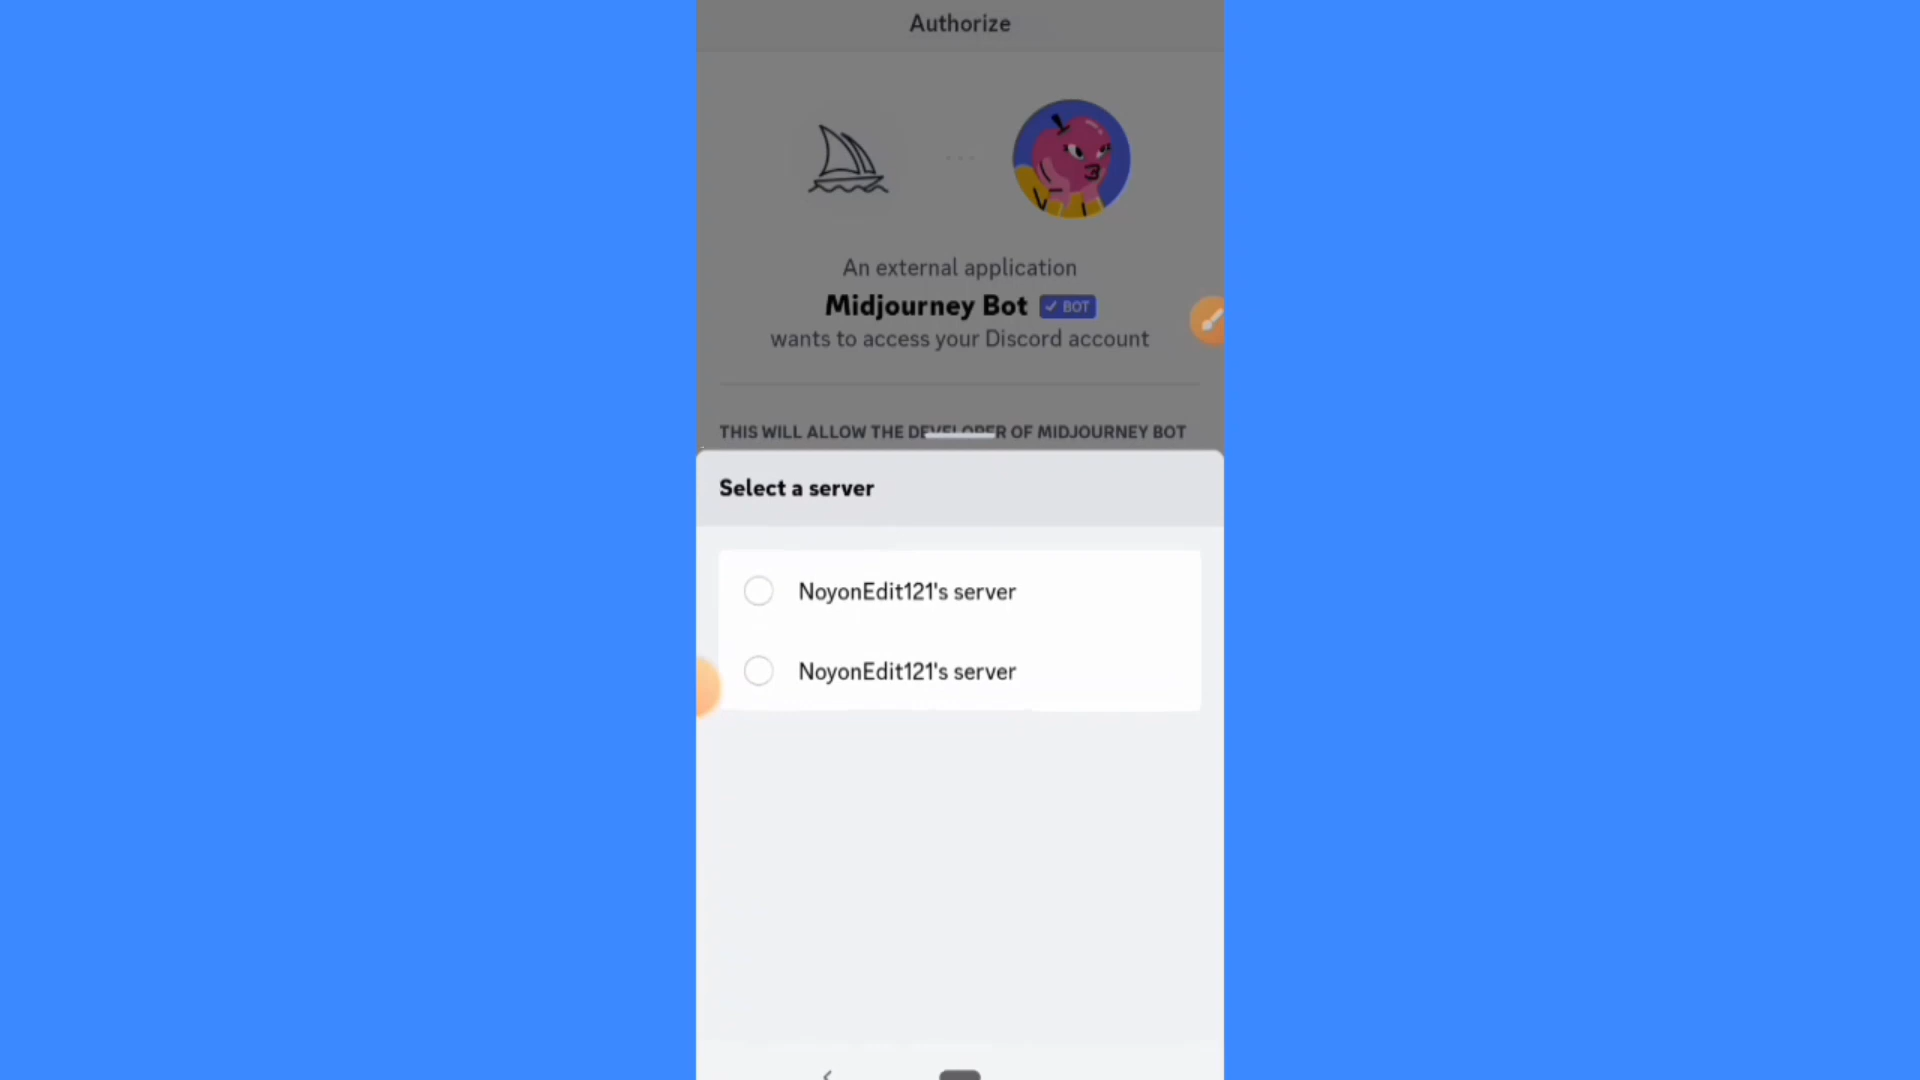 Authorize
An external application
Midjourney Bot ✓ BOT
wants to access your Discord account
THIS WILL ALLOW THE DEVELOPER OF MIDJOURNEY BOT
Select a server
NoyonEdit121's server
NoyonEdit121's server